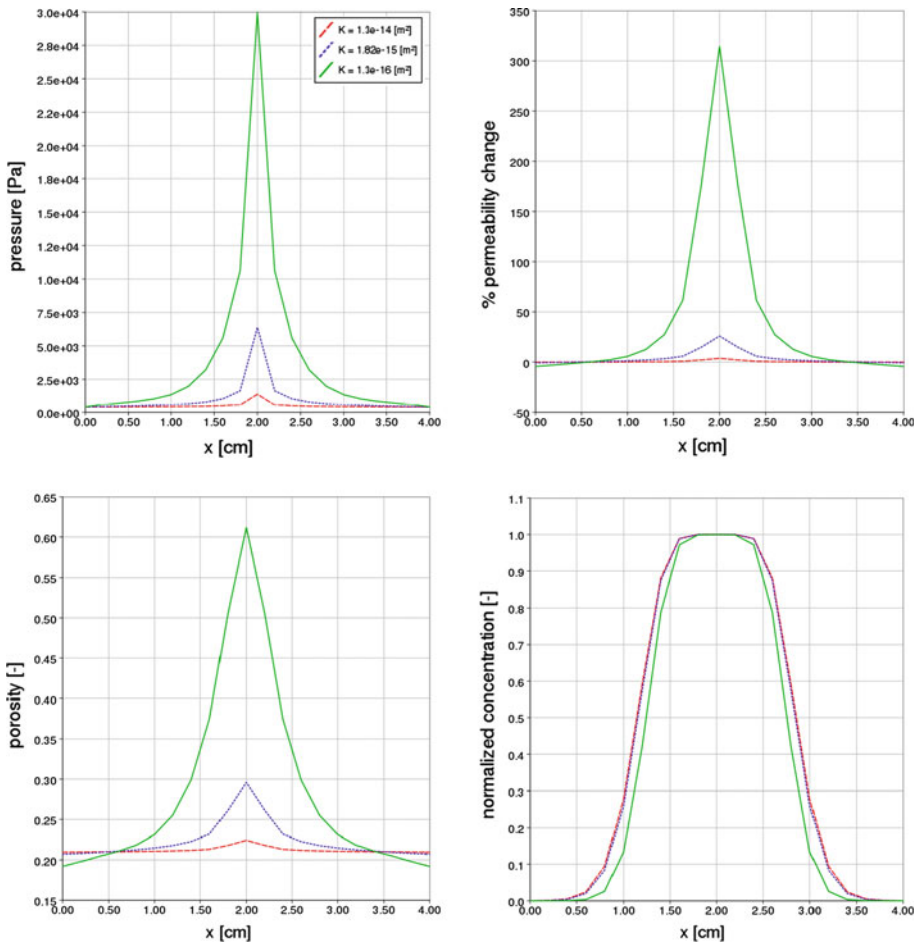 3.0e+04
2.8e+04
2.5e+04
2.2e+04
2.0e+04
1.8e+04
1.5e+04
1.2e+04
1.0e+04
7.5e+03
5.0e+03
2.5e+03
0.0e+00
pressure [Pa]
K = 1.3e-14 [m²]
K = 1.82e-15 [m²]
K = 1.3e-16 [m²]
0.00 0.50 1.00 1.50 2.00 2.50 3.00 3.50 4.00
x [cm]
350
300
250
200
150
100
50
0
-50
% permeability change
0.00 0.50 1.00 1.50 2.00 2.50 3.00 3.50 4.00
x [cm]
0.65
0.60
0.55
0.50
0.45
0.40
0.35
0.30
0.25
0.20
0.15
porosity [-]
0.00 0.50 1.00 1.50 2.00 2.50 3.00 3.50 4.00
x [cm]
1.1
1.0
0.9
0.8
0.7
0.6
0.5
0.4
0.3
0.2
0.1
0.0
normalized concentration [-]
0.0 0.50 1.00 1.50 2.00 2.50 3.00 3.50 4.00
x [cm]